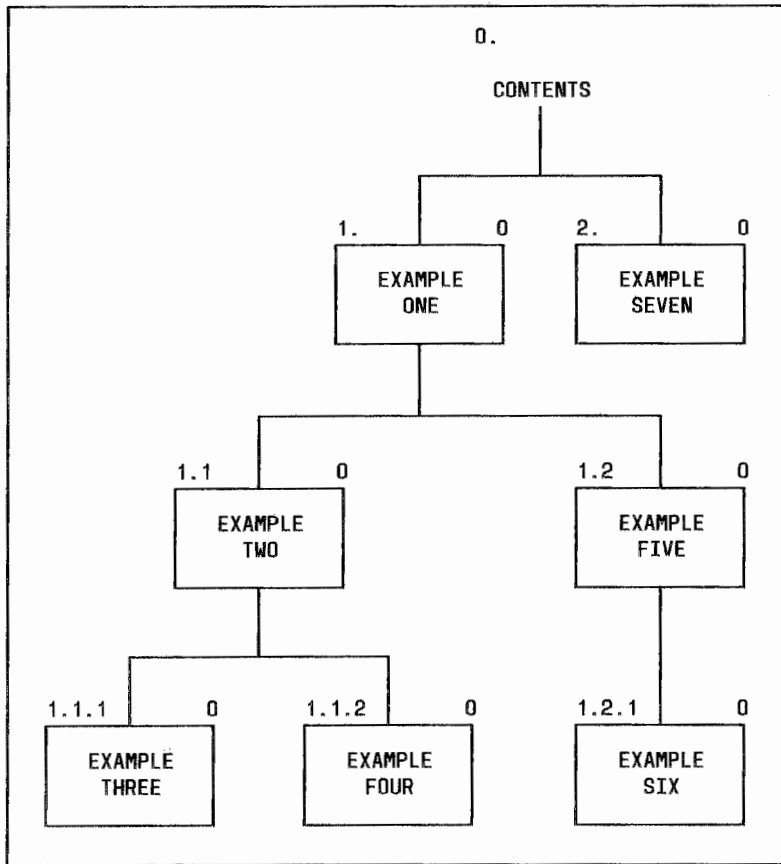 0.
CONTENTS
1. 0 2. 0
EXAMPLE ONE
EXAMPLE SEVEN
1.1 0 1.2 0
EXAMPLE TWO
EXAMPLE FIVE
1.1.1 0 1.1.2 0 1.2.1 0
EXAMPLE THREE
EXAMPLE FOUR
EXAMPLE SIX